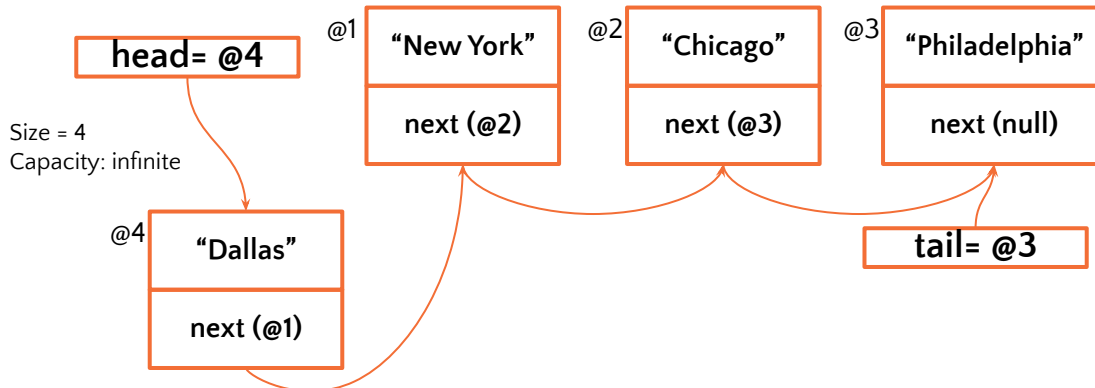 head= @4
Size = 4
Capacity: infinite
@1
“New York”
next (@2)
@2
“Chicago”
next (@3)
@3
“Philadelphia”
next (null)
@4
“Dallas”
next (@1)
tail= @3